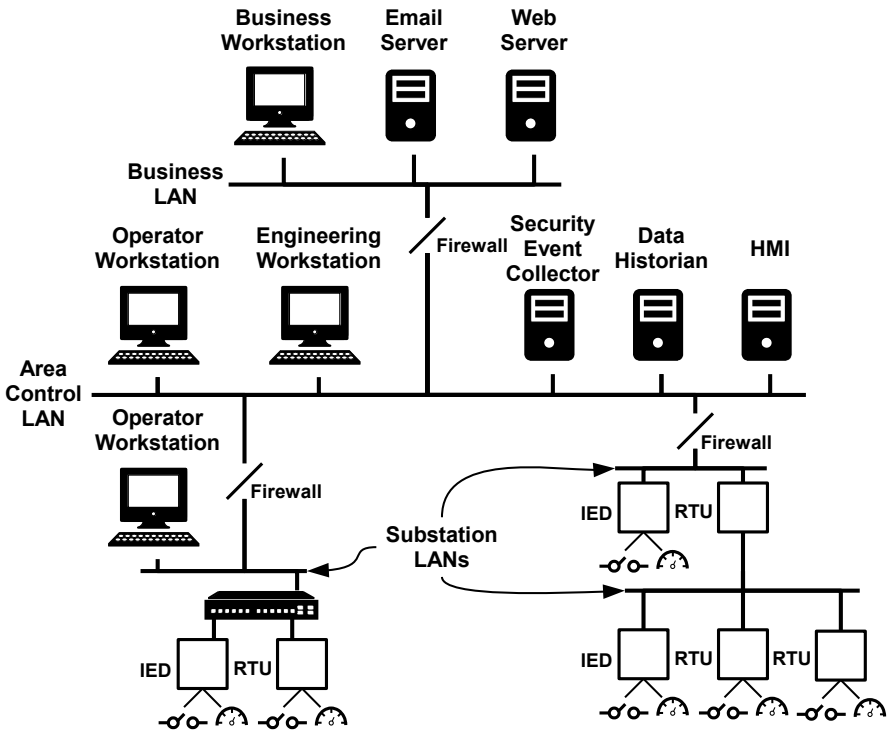 Business
Workstation
Email
Server
Web
Server
Business
LAN
Firewall
Operator
Workstation
Engineering
Workstation
Security
Event
Collector
Data
Historian
HMI
Area
Control
LAN
Operator
Workstation
Firewall
Firewall
Substation
LANs
IED
RTU
IED
RTU
IED
RTU
RTU